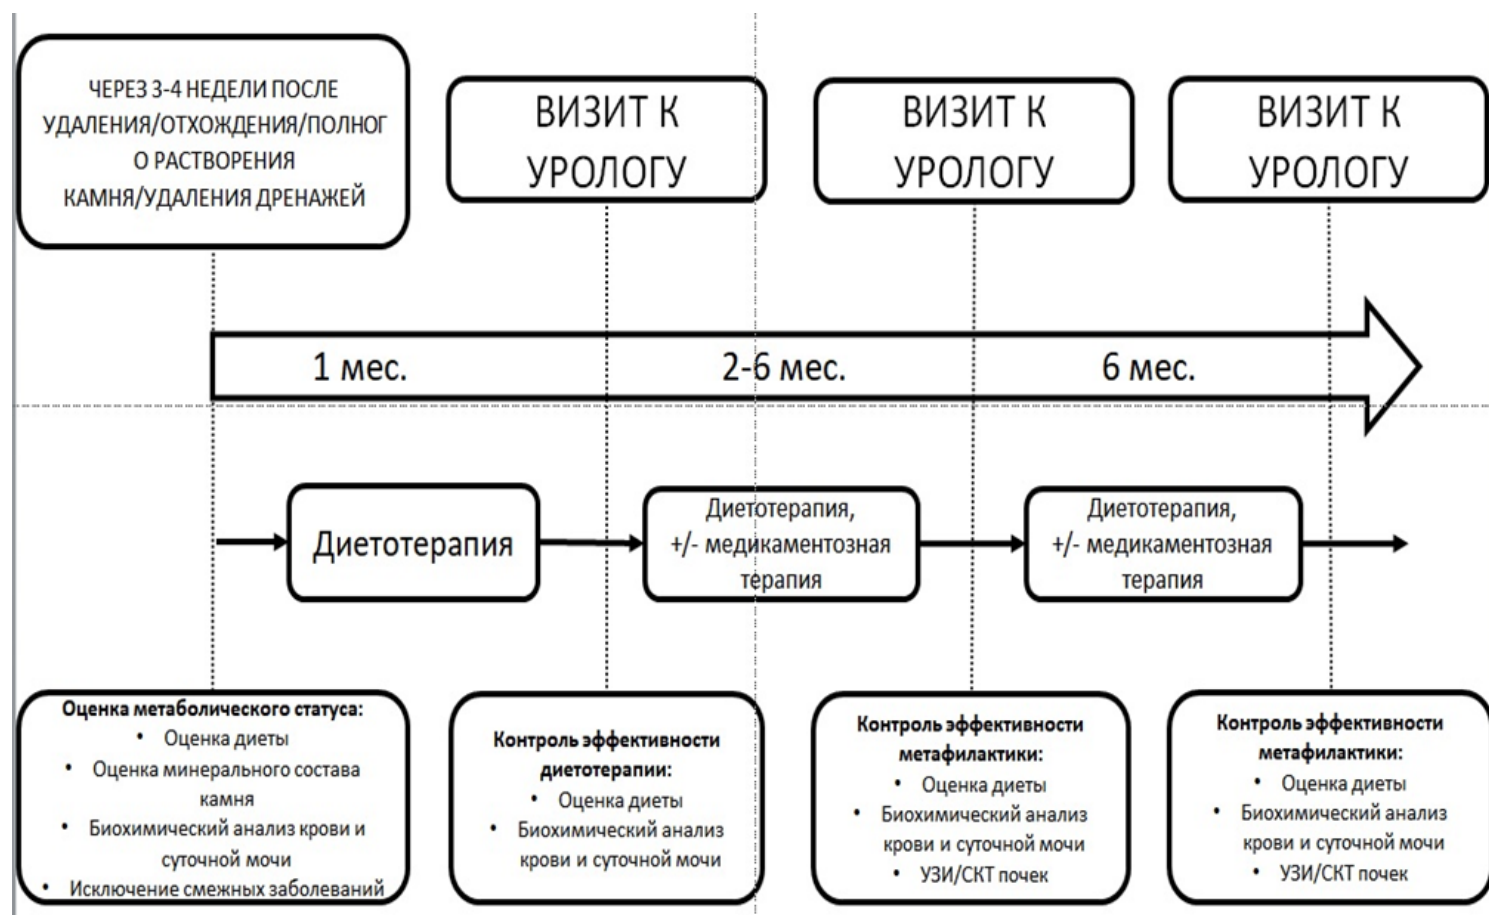 ЧЕРЕЗ 3-4 НЕДЕЛИ ПОСЛЕ
УДАЛЕНИЯ/ОТХОЖДЕНИЯ/ПОЛНОГ
О РАСТВОРЕНИЯ
КАМНЯ/УДАЛЕНИЯ ДРЕНАЖЕЙ
ВИЗИТ К
УРОЛОГУ
ВИЗИТ К
УРОЛОГУ
ВИЗИТ К
УРОЛОГУ
1 мес.
2-6 мес.
6 мес.
Диетотерапия
Диетотерапия,
+/- медикаментозная
терапия
Диетотерапия,
+/- медикаментозная
терапия
Оценка метаболического статуса:
• Оценка диеты
• Оценка минерального состава
камня
• Биохимический анализ крови и
суточной мочи
• Исключение смежных заболеваний
Контроль эффективности
диетотерапии:
• Оценка диеты
• Биохимический анализ
крови и суточной мочи
Контроль эффективности
метафилактики:
• Оценка диеты
• Биохимический анализ
крови и суточной мочи
• УЗИ/СКТ почек
Контроль эффективности
метафилактики:
• Оценка диеты
• Биохимический анализ
крови и суточной мочи
• УЗИ/СКТ почек